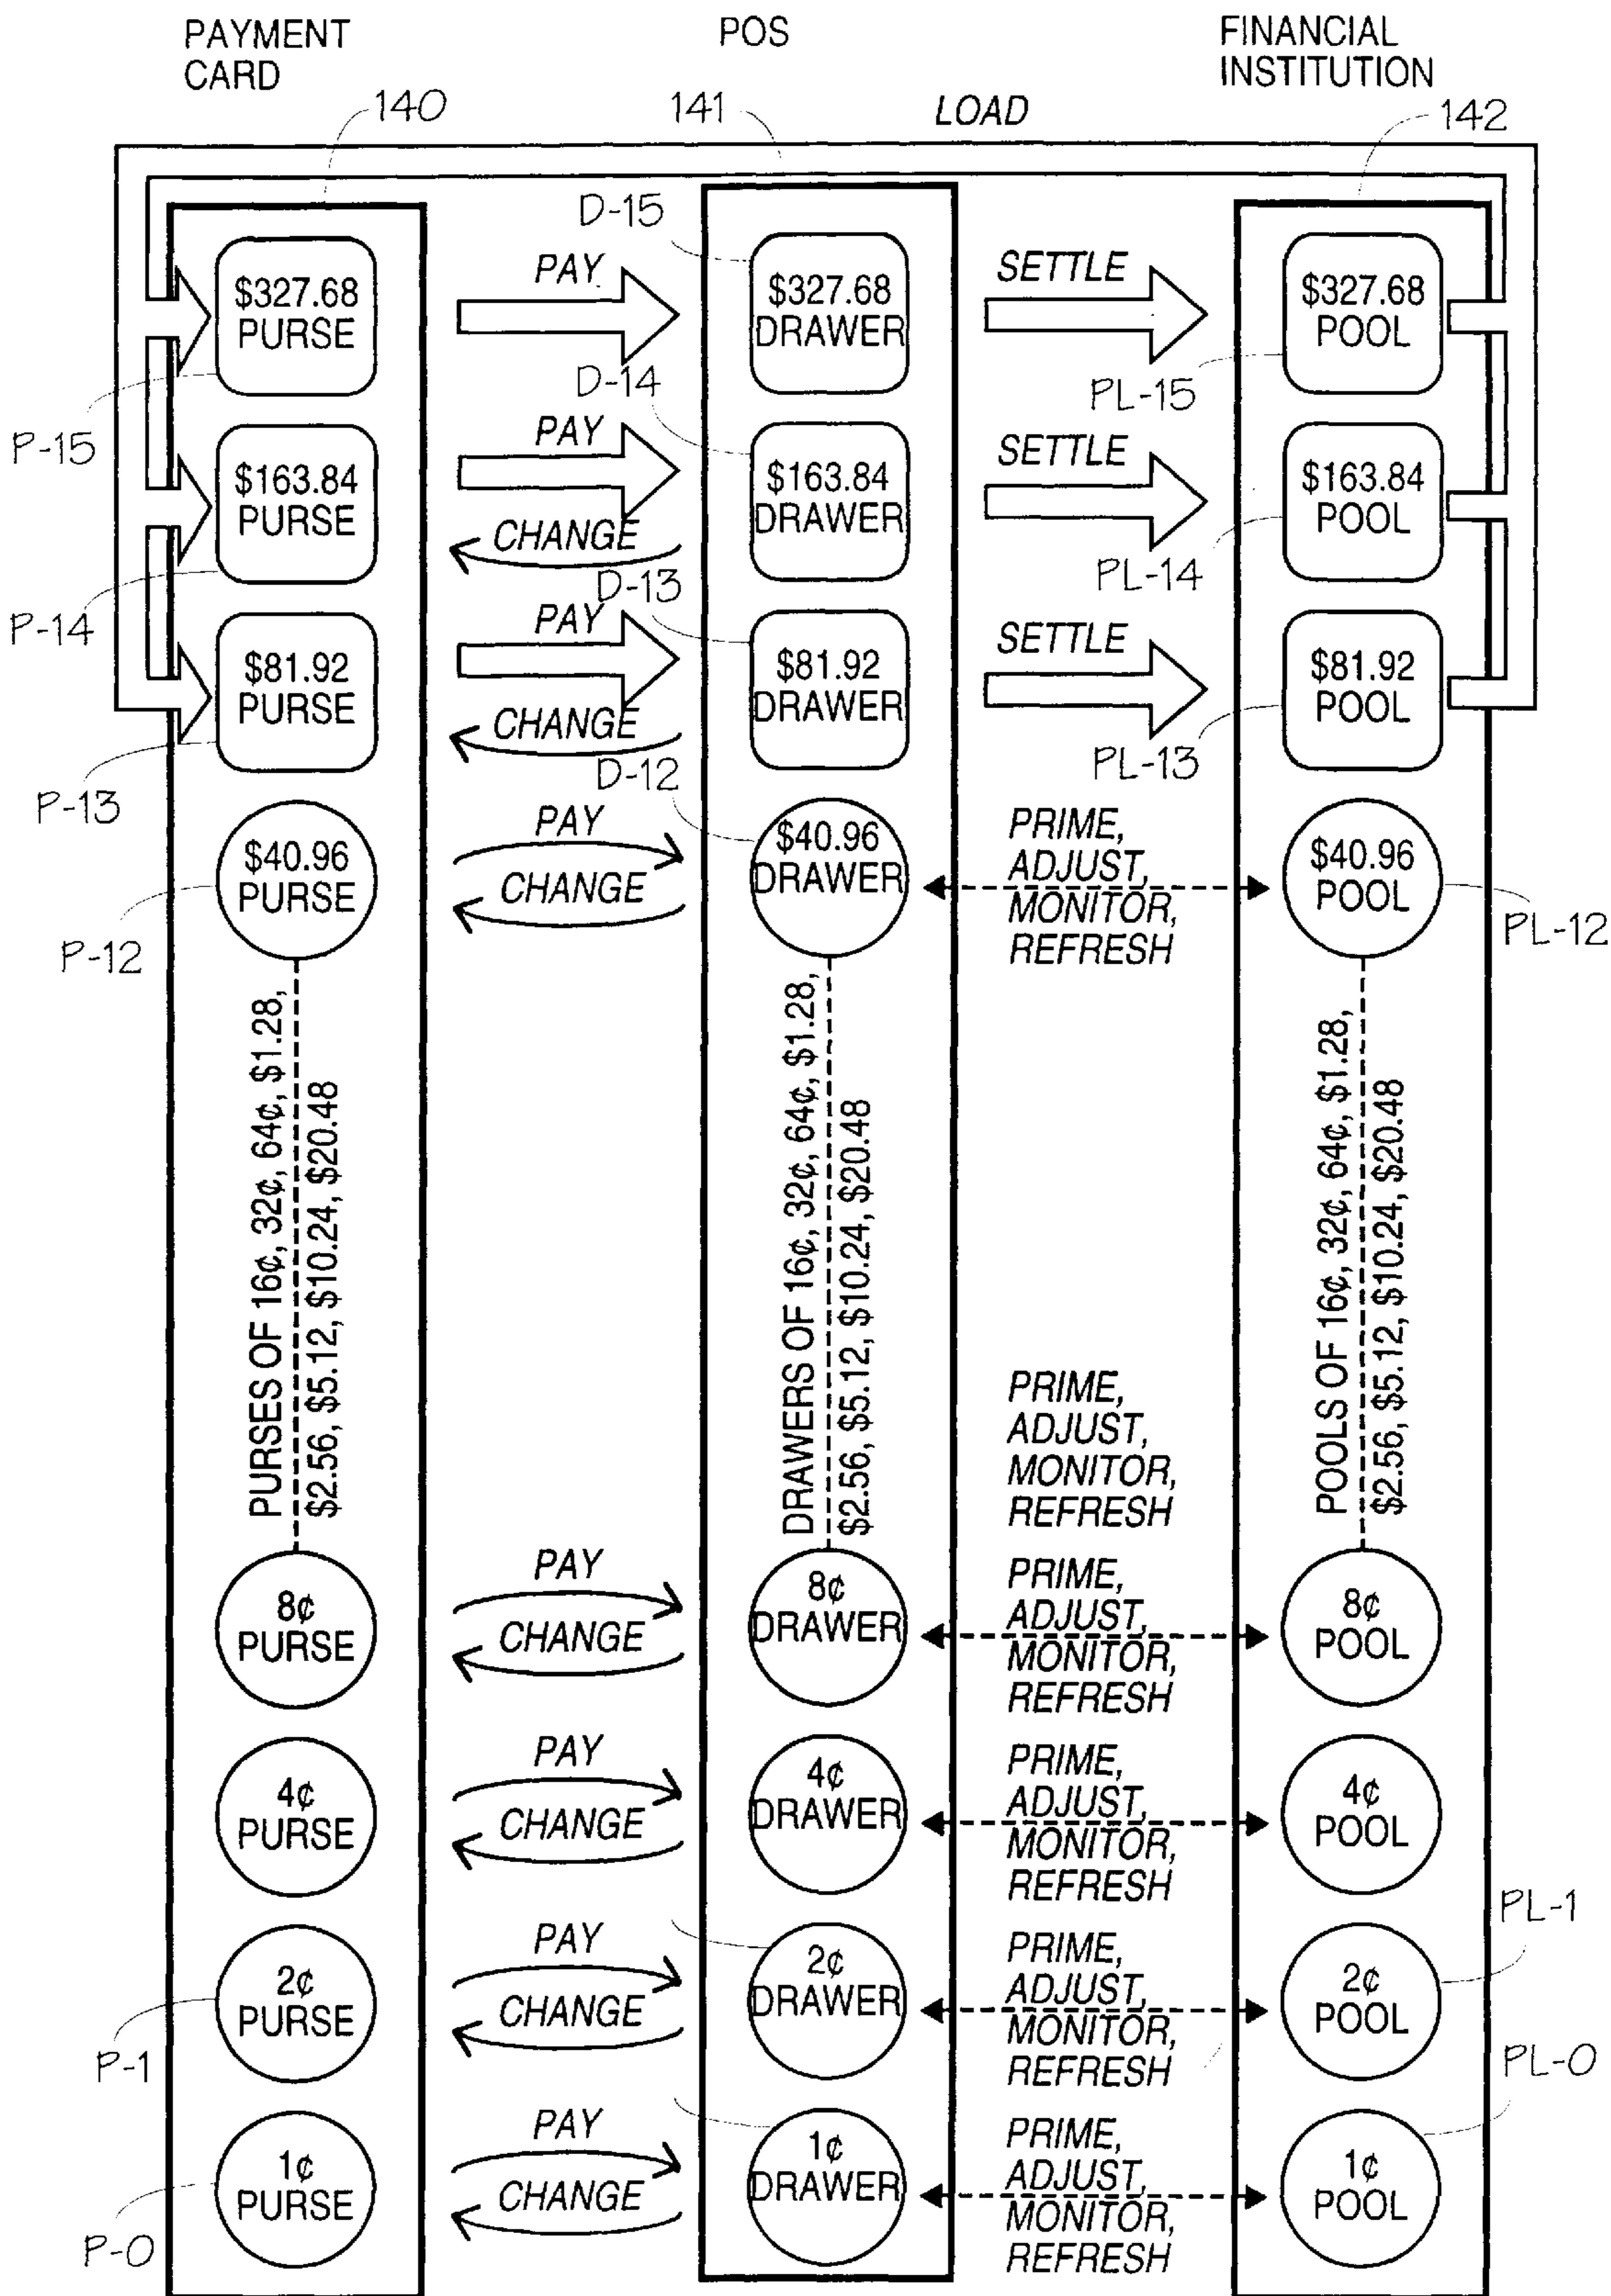 PAYMENT
CARD
POS
FINANCIAL
INSTITUTION
140
141
LOAD
142
D-15
$327.68
PURSE
PAY
$327.68
DRAWER
SETTLE
$327.68
POOL
P-15
D-14
PL-15
$163.84
PURSE
PAY
CHANGE
$163.84
DRAWER
SETTLE
$163.84
POOL
P-14
D-13
PL-14
$81.92
PURSE
PAY
CHANGE
$81.92
DRAWER
SETTLE
$81.92
POOL
P-13
D-12
PL-13
$40.96
PURSE
PAY
CHANGE
$40.96
DRAWER
PRIME,
ADJUST,
MONITOR,
REFRESH
$40.96
POOL
P-12
PL-12
PURSES OF 16¢, 32¢, 64¢, $1.28,
$2.56, $5.12, $10.24, $20.48
DRAWERS OF 16¢, 32¢, 64¢, $1.28,
$2.56, $5.12, $10.24, $20.48
PRIME,
ADJUST,
MONITOR,
REFRESH
POOLS OF 16¢, 32¢, 64¢, $1.28,
$2.56, $5.12, $10.24, $20.48
8¢
PURSE
PAY
CHANGE
8¢
DRAWER
PRIME,
ADJUST,
MONITOR,
REFRESH
8¢
POOL
4¢
PURSE
PAY
CHANGE
4¢
DRAWER
PRIME,
ADJUST,
MONITOR,
REFRESH
4¢
POOL
PL-1
2¢
PURSE
PAY
CHANGE
2¢
DRAWER
PRIME,
ADJUST,
MONITOR,
REFRESH
2¢
POOL
P-1
PL-0
1¢
PURSE
PAY
CHANGE
1¢
DRAWER
PRIME,
ADJUST,
MONITOR,
REFRESH
1¢
POOL
P-0